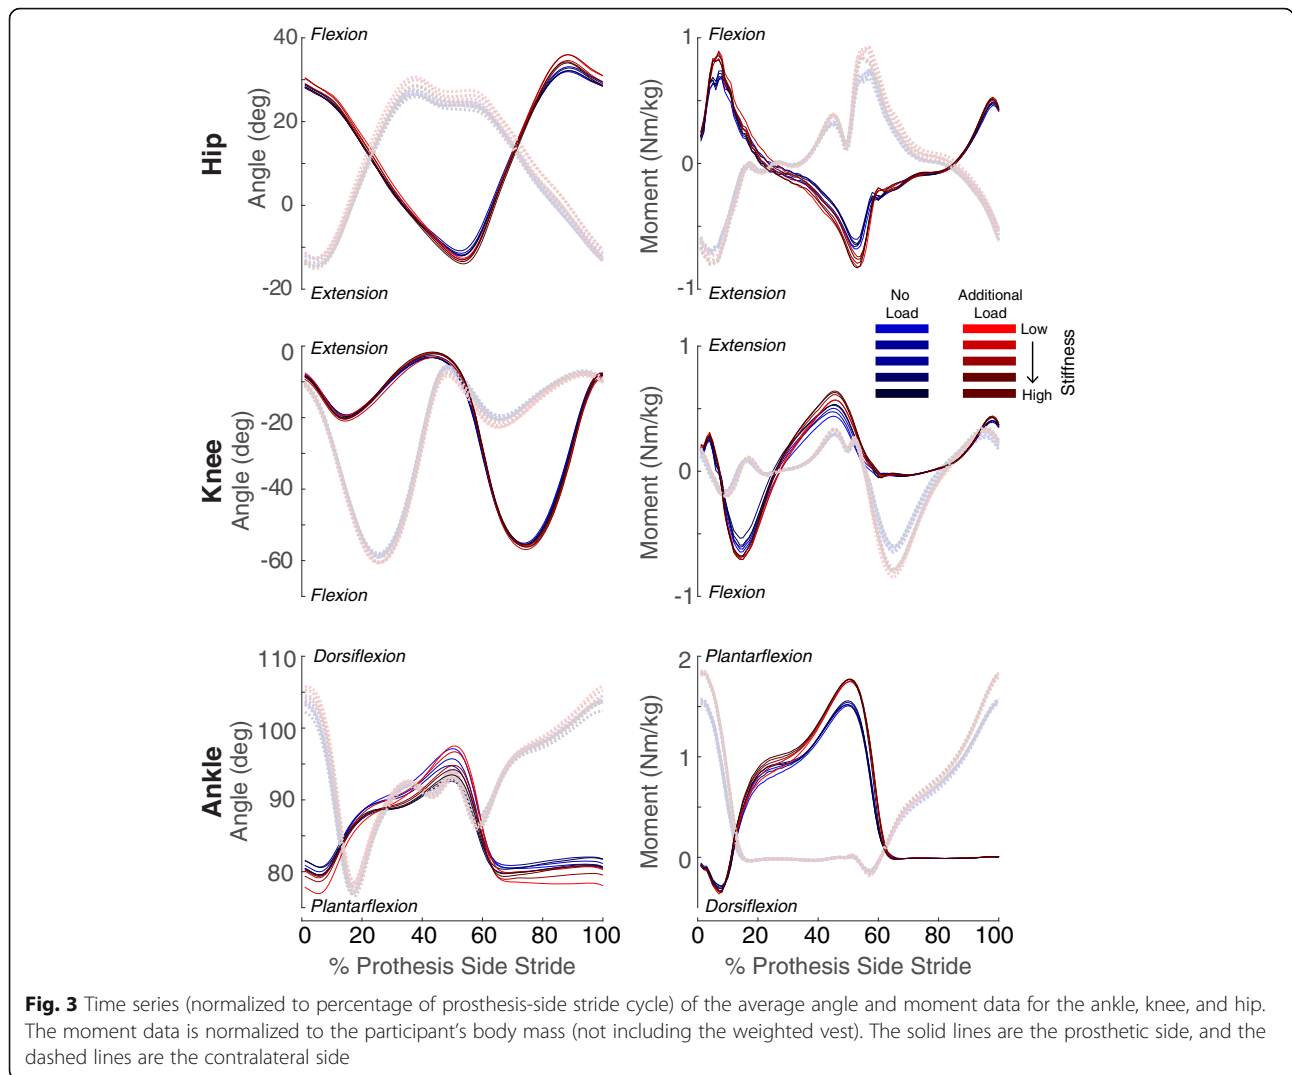 Hip
Angle (deg)
40
20
0
-20
Flexion
Extension
Moment (Nm/kg)
1
0
-1
Flexion
Extension
No
Load
Additional
Load
Low
High
Stiffness
Knee
Angle (deg)
0
-20
-40
-60
Extension
Flexion
Moment (Nm/kg)
1
0
-1
Extension
Flexion
Ankle
Angle (deg)
110
100
90
80
Dorsiflexion
Plantarflexion
0 20 40 60 80 100
% Prothesis Side Stride
Moment (Nm/kg)
2
1
0
Plantarflexion
Dorsiflexion
0 20 40 60 80 100
% Prothesis Side Stride
Fig. 3 Time series (normalized to percentage of prosthesis-side stride cycle) of the average angle and moment data for the ankle, knee, and hip.
The moment data is normalized to the participant's body mass (not including the weighted vest). The solid lines are the prosthetic side, and the
dashed lines are the contralateral side